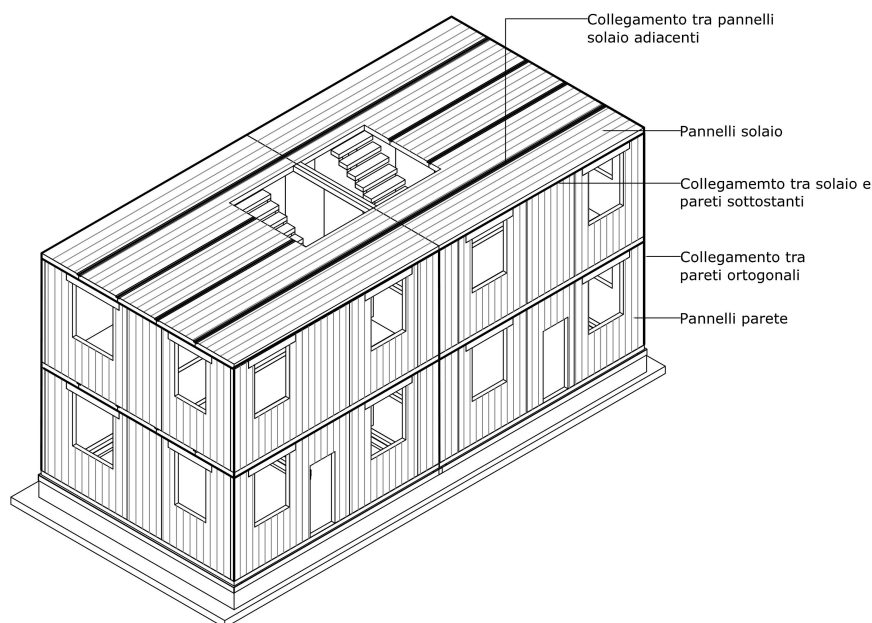 Collegamento tra pannelli
solaio adiacenti
Pannelli solaio
Collegamemto tra solaio e
pareti sottostanti
Collegamento tra
pareti ortogonali
Pannelli parete